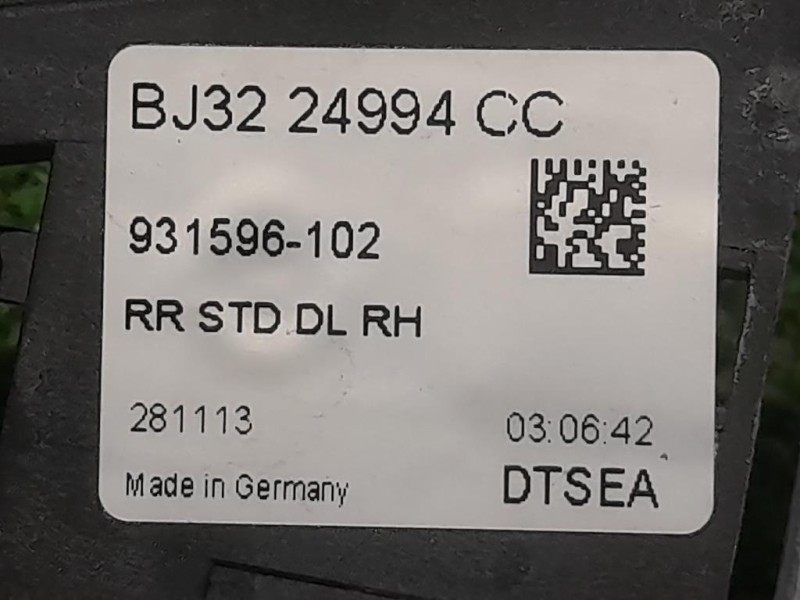 BJ32 24994 CC
931596-102
RR STD DL RH
281113 03:06:42
Made in Germany DTSEA